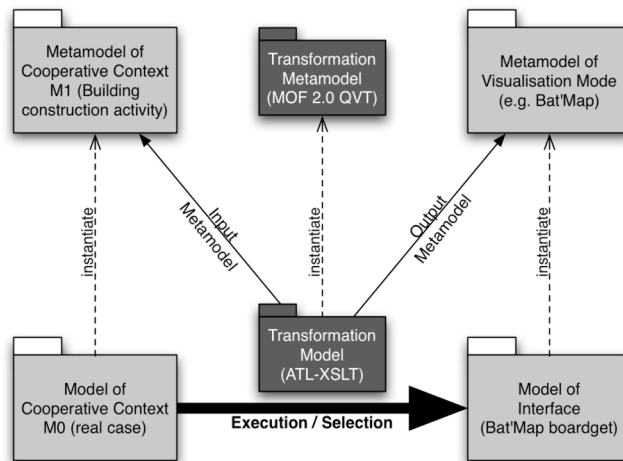 Metamodel of
Cooperative Context
M1 (Building
construction activity)
Transformation
Metamodel
(MOF 2.0 QVT)
Metamodel of
Visualisation Mode
(e.g. Bat'Map)
instantiate
Input
Metamodel
instantiate
Output
Metamodel
instantiate
Model of
Cooperative Context
M0 (real case)
Transformation
Model
(ATL-XSLT)
Execution / Selection
Model of
Interface
(Bat'Map boardget)